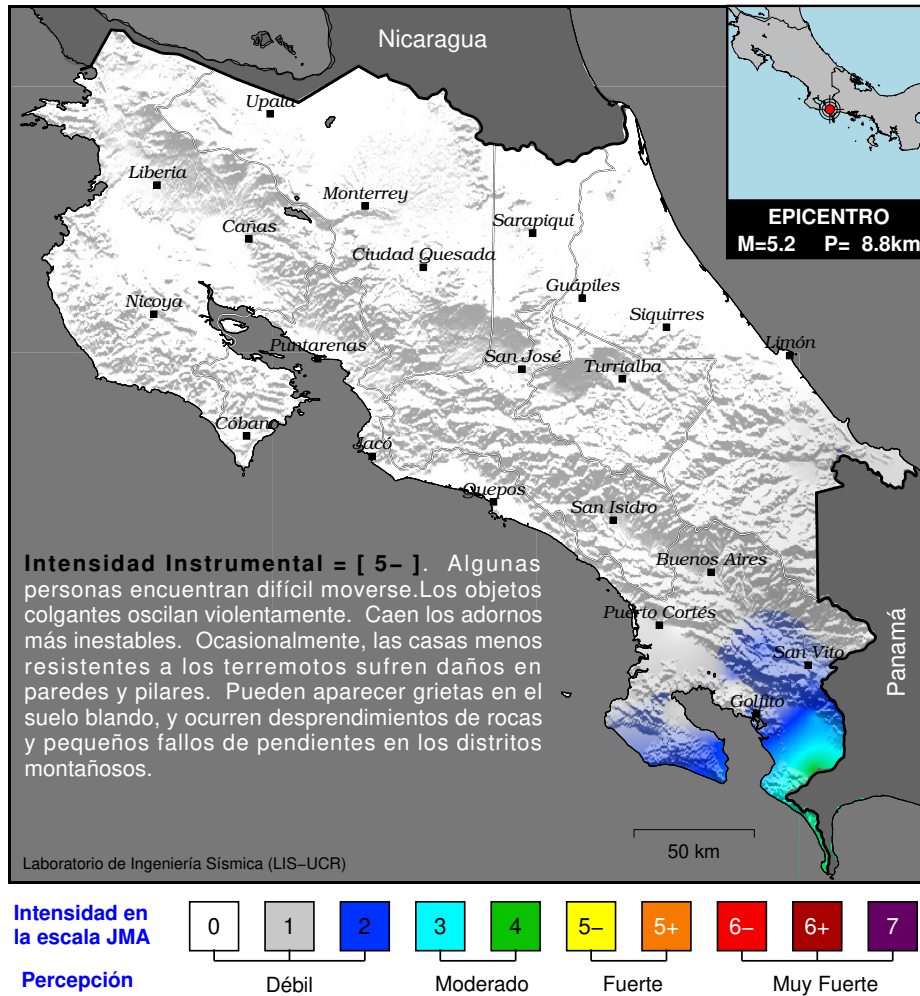 Nicaragua
Upala
Liberia
Monterrey
Cañas
Sarapiquí
Ciudad Quesada
Guápiles
Nicoya
Siquirres
Puntarenas
San José
Limón
Turrialba
Cóbano
Jacó
Quepos
San Isidro
Buenos Aires
Puerto Cortés
San Vito
Golfito
Panamá
EPICENTRO
M=5.2 P= 8.8km
Intensidad Instrumental = [ 5− ]. Algunas
personas encuentran difícil moverse.Los objetos
colgantes oscilan violentamente. Caen los adornos
más inestables. Ocasionalmente, las casas menos
resistentes a los terremotos sufren daños en
paredes y pilares. Pueden aparecer grietas en el
suelo blando, y ocurren desprendimientos de rocas
y pequeños fallos de pendientes en los distritos
montañosos.
50 km
Laboratorio de Ingeniería Sísmica (LIS−UCR)
Intensidad en
la escala JMA
0 1 2 3 4 5− 5+ 6− 6+ 7
Percepción
Débil Moderado Fuerte Muy Fuerte